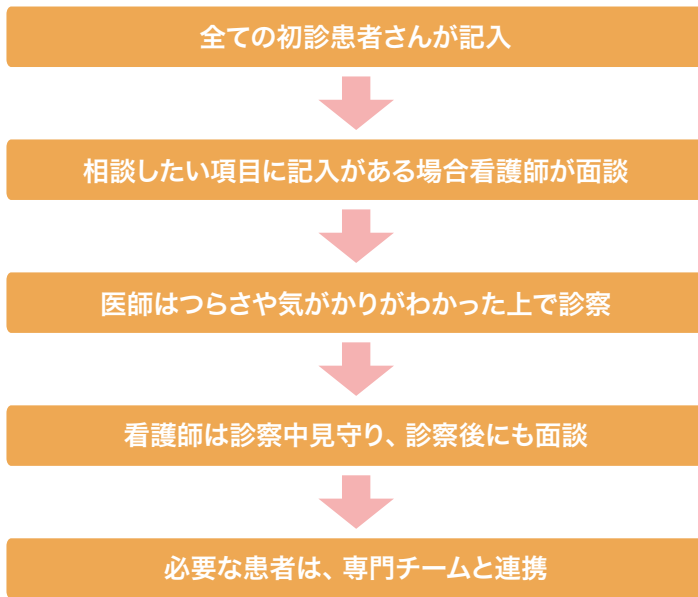 全ての初診患者さんが記入
相談したい項目に記入がある場合看護師が面談
医師はつらさや気がかりがわかった上で診察
看護師は診察中見守り、診察後にも面談
必要な患者は、専門チームと連携